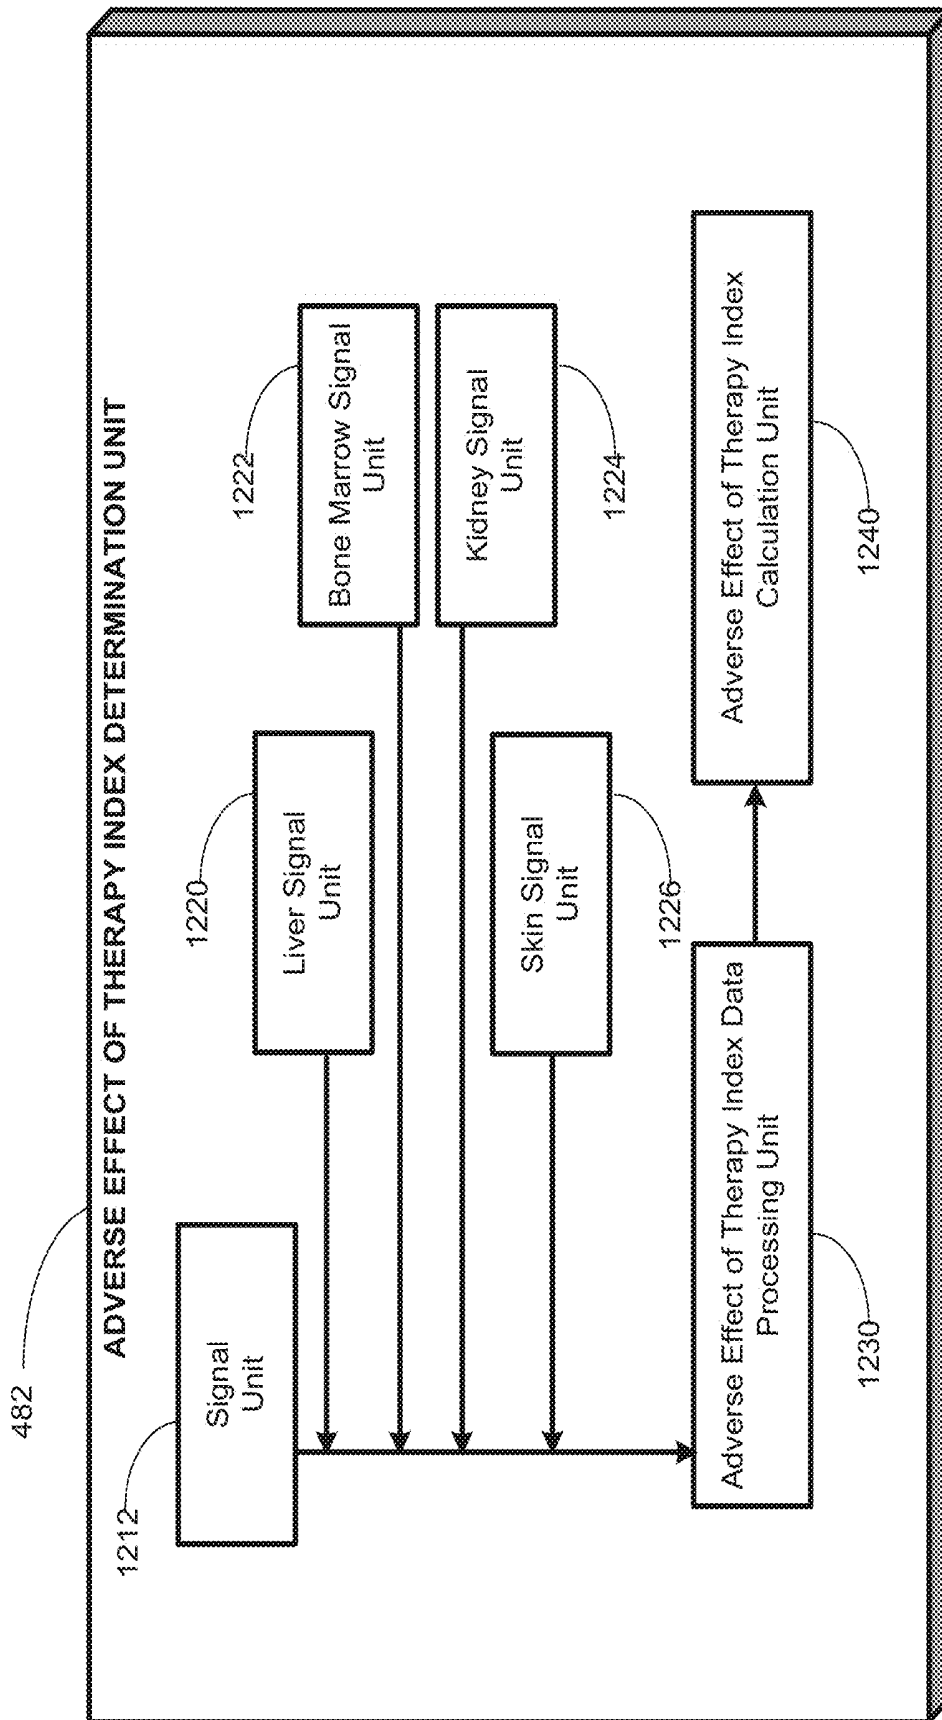 482
ADVERSE EFFECT OF THERAPY INDEX DETERMINATION UNIT
1212
Signal
Unit
1220
Liver Signal
Unit
1222
Bone Marrow Signal
Unit
Kidney Signal
Unit
1224
Skin Signal
Unit
1226
Adverse Effect of Therapy Index Data
Processing Unit
1230
Adverse Effect of Therapy Index
Calculation Unit
1240